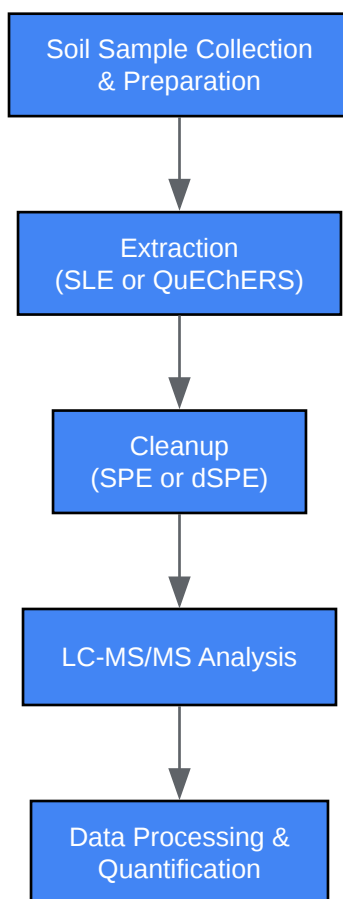 Soil Sample Collection
& Preparation
Extraction
(SLE or QuEChERS)
Cleanup
(SPE or dSPE)
LC-MS/MS Analysis
Data Processing &
Quantification